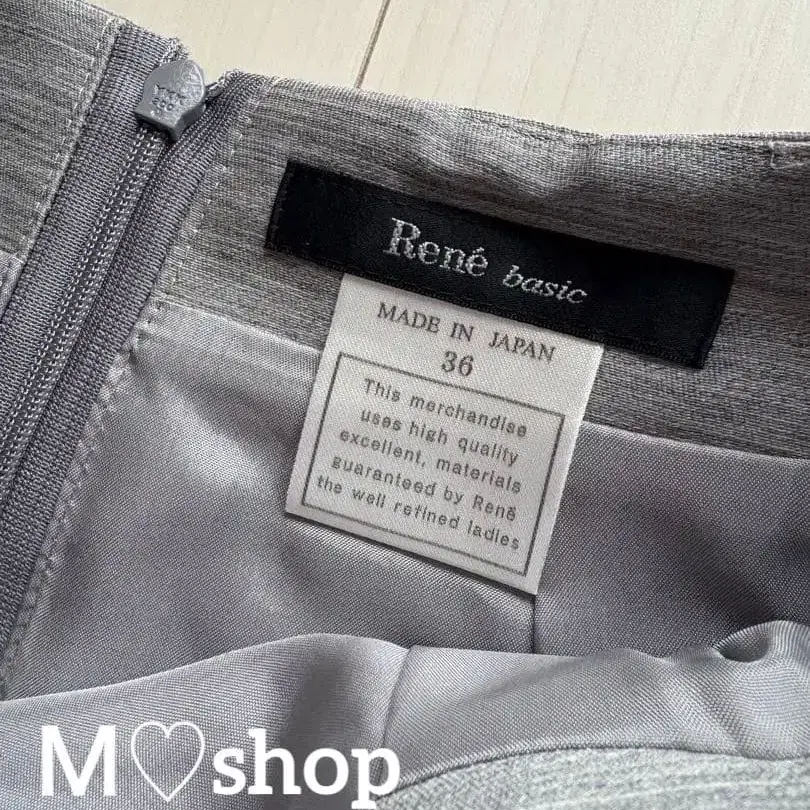 René basic
MADE IN JAPAN
36
This merchandise
uses high quality
excellent, materials
guaranteed by René
the well refined ladies
M♡shop